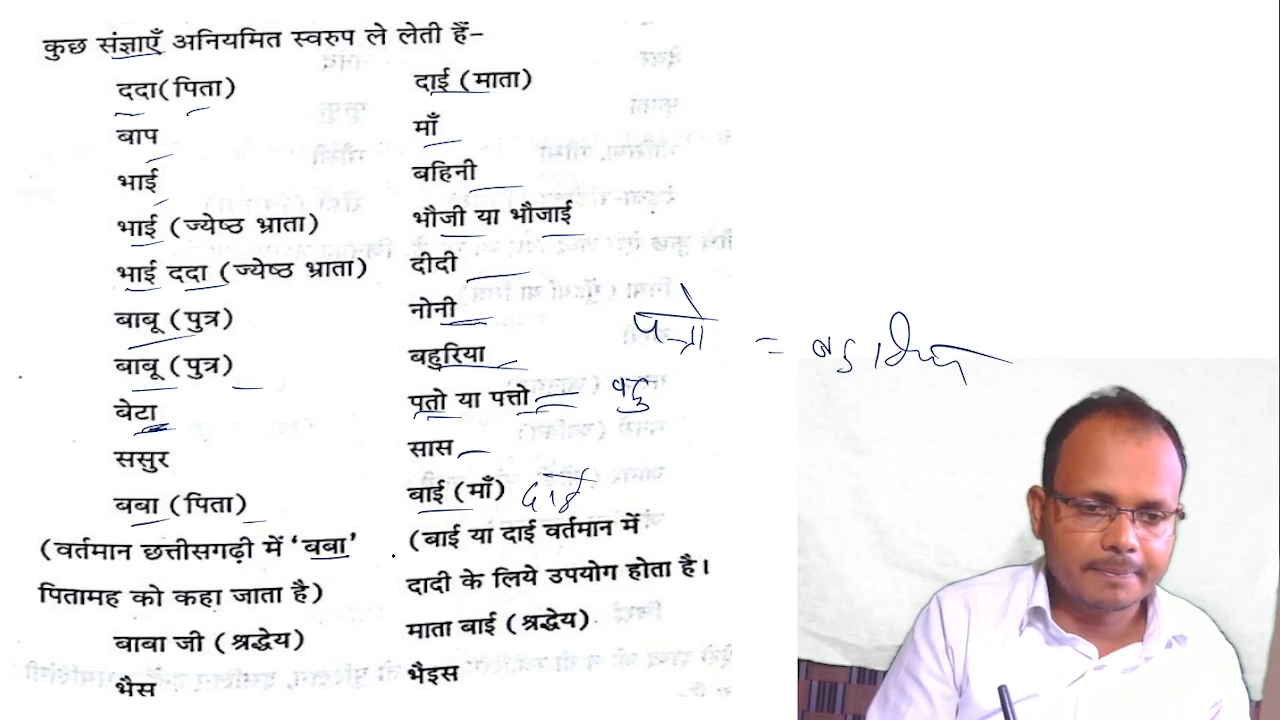 कुछ संज्ञाएँ अनियमित स्वरुप ले लेती हैं–
ददा(पिता) दाई (माता)
बाप माँ
भाई बहिनी
भाई (ज्येष्ठ भ्राता) भौजी या भौजाई
भाई ददा (ज्येष्ठ भ्राता) दीदी
बाबू (पुत्र) नोनी
बाबू (पुत्र) बहुरिया
बेटा पतो या पत्तो बहु
ससुर सास
बबा (पिता) बाई (माँ) दाई
(वर्तमान छत्तीसगढ़ी में ‘बबा’ (बाई या दाई वर्तमान में
पितामह को कहा जाता है) दादी के लिये उपयोग होता है।
बाबा जी (श्रद्धेय) माता बाई (श्रद्धेय)
भैस भैइस